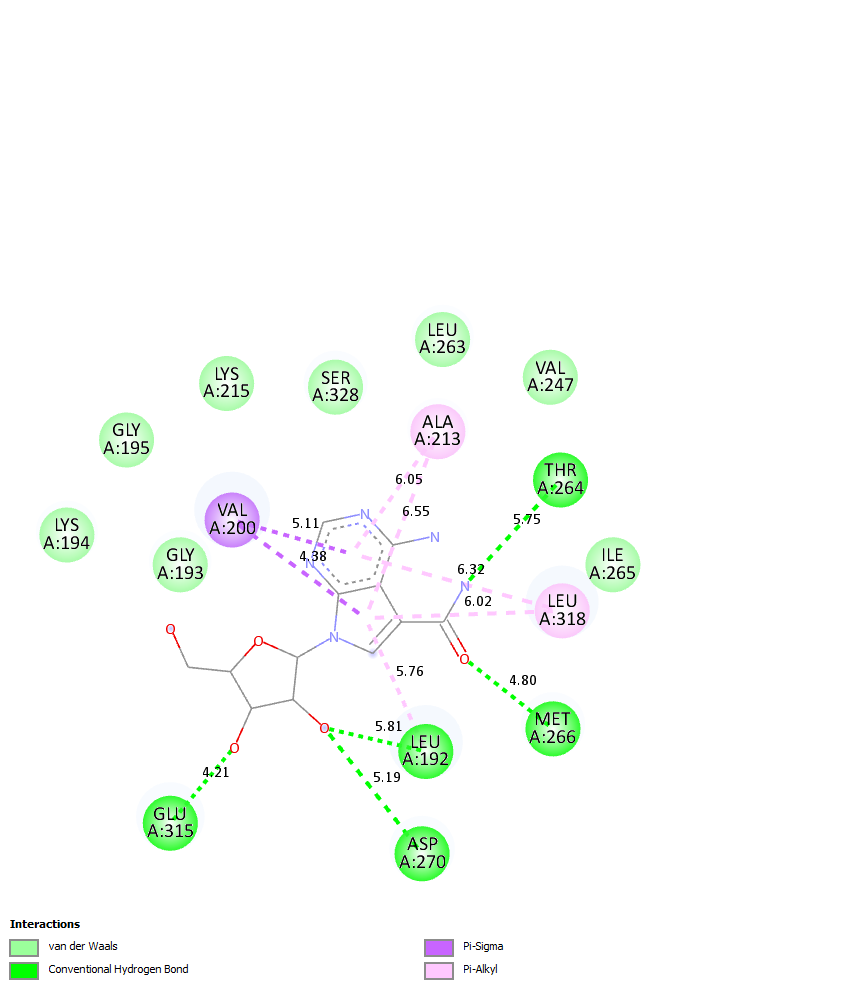 LEU
A:263
VAL
A:247
LYS
A:215
SER
A:328
ALA
A:213
GLY
A:195
THR
A:264
6.05
6.55
5.75
VAL
A:200
5.11
N
LYS
A:194
N
GLY
A:193
4.38
N
ILE
A:265
6.32
N
6.02
LEU
A:318
O
O
N
O
5.76
4.80
O
5.81
MET
A:266
O
LEU
A:192
4.21
5.19
GLU
A:315
ASP
A:270
Interactions
van der Waals
Conventional Hydrogen Bond
Pi-Sigma
Pi-Alkyl